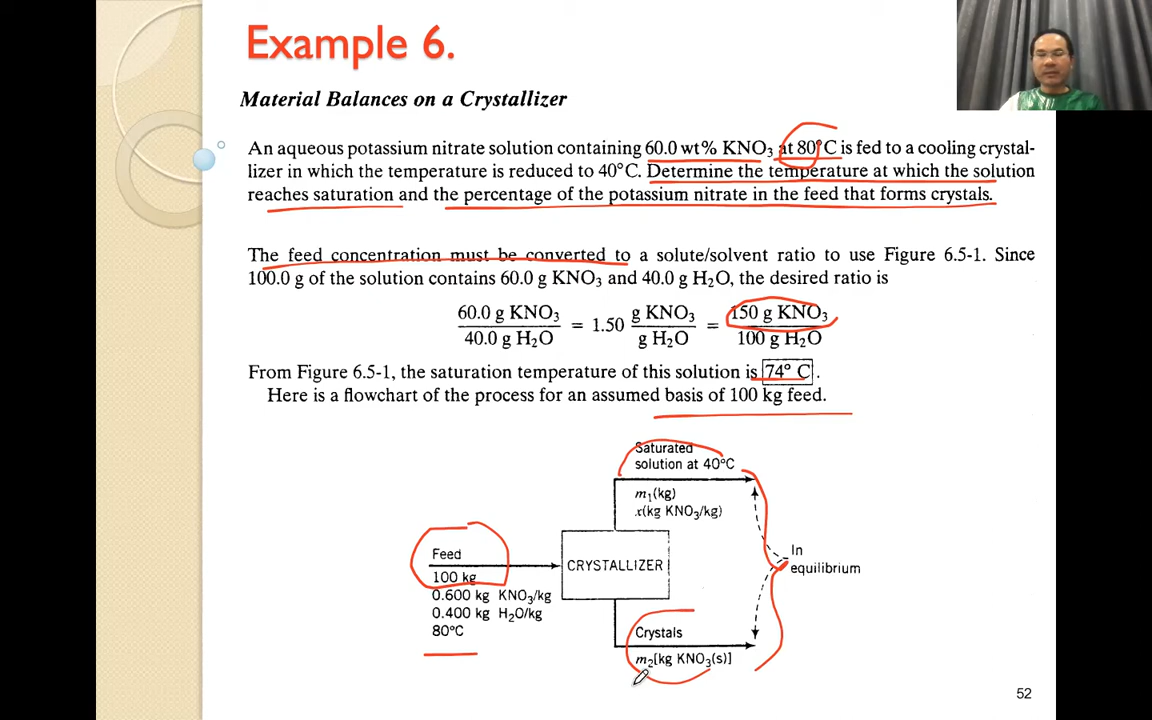 Example 6.
Material Balances on a Crystallizer
An aqueous potassium nitrate solution containing 60.0 wt% KNO₃ at 80°C is fed to a cooling crystal-
lizer in which the temperature is reduced to 40°C. Determine the temperature at which the solution
reaches saturation and the percentage of the potassium nitrate in the feed that forms crystals.
The feed concentration must be converted to a solute/solvent ratio to use Figure 6.5-1. Since
100.0 g of the solution contains 60.0 g KNO₃ and 40.0 g H₂O, the desired ratio is
60.0 g KNO₃ g KNO₃ 150 g KNO₃
= 1.50 =
40.0 g H₂O g H₂O 100 g H₂O
From Figure 6.5-1, the saturation temperature of this solution is 74° C .
Here is a flowchart of the process for an assumed basis of 100 kg feed.
Saturated
solution at 40°C
m₁(kg)
x(kg KNO₃/kg)
Feed
100 kg
0.600 kg KNO₃/kg
0.400 kg H₂O/kg
80°C
CRYSTALLIZER
In
equilibrium
Crystals
m₂[kg KNO₃(s)]
52